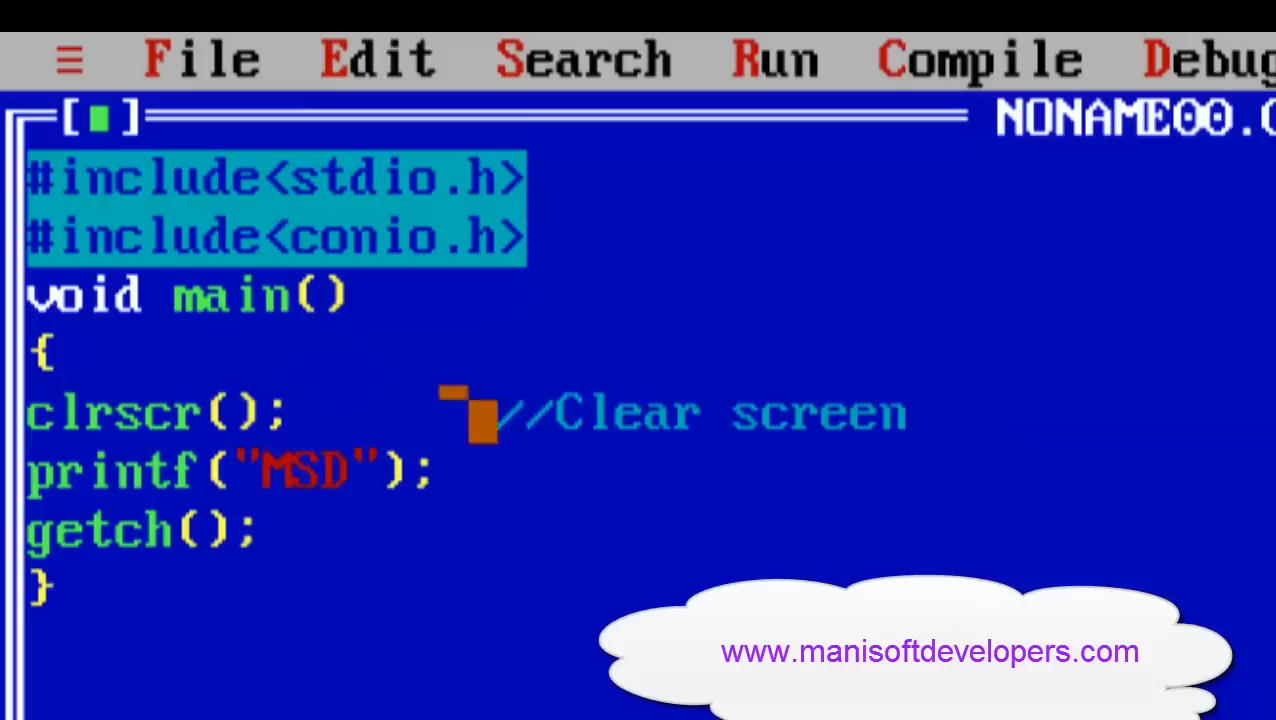 ≡ File Edit Search Run Compile Debug
[■] NONAME00.C
#include<stdio.h>
#include<conio.h>
void main()
{
clrscr(); //Clear screen
printf("MSD");
getch();
}
www.manisoftdevelopers.com